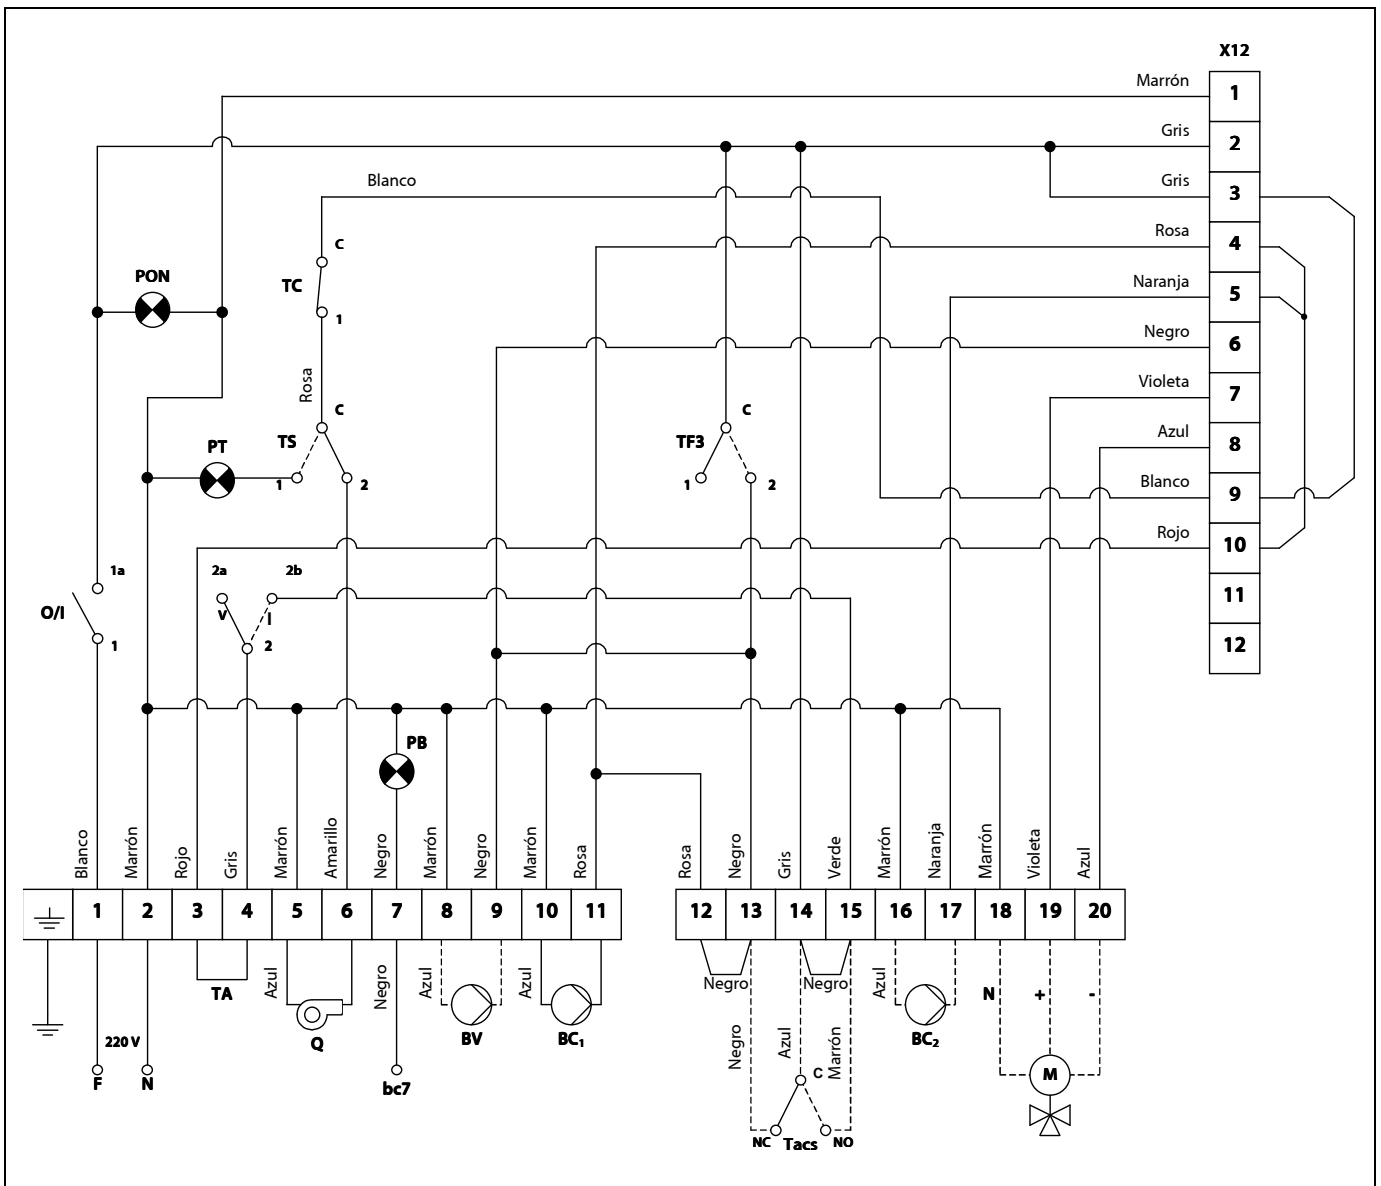 X12
Marrón
1
Gris
2
Blanco
Gris
3
Rosa
4
C
TC
PON
Naranja
5
1
Negro
6
Rosa
Violeta
7
C
C
PT
TS
TF3
Azul
8
1
2
1
2
Blanco
9
Rojo
10
1a
2a
2b
11
O/I
V
I
1
2
12
PB
Blanco
Marrón
Rojo
Gris
Marrón
Amarillo
Negro
Marrón
Negro
Marrón
Rosa
Rosa
Negro
Gris
Verde
Marrón
Naranja
Marrón
Violeta
Azul
1 2 3 4 5 6 7 8 9 10 11
12 13 14 15 16 17 18 19 20
TA
Azul
Negro
Azul
Azul
Negro
Negro
Azul
N
+
-
220 V
Q
BV
BC1
Negro
Azul
Marrón
BC2
F
N
bc7
C
M
NC
Tacs
NO